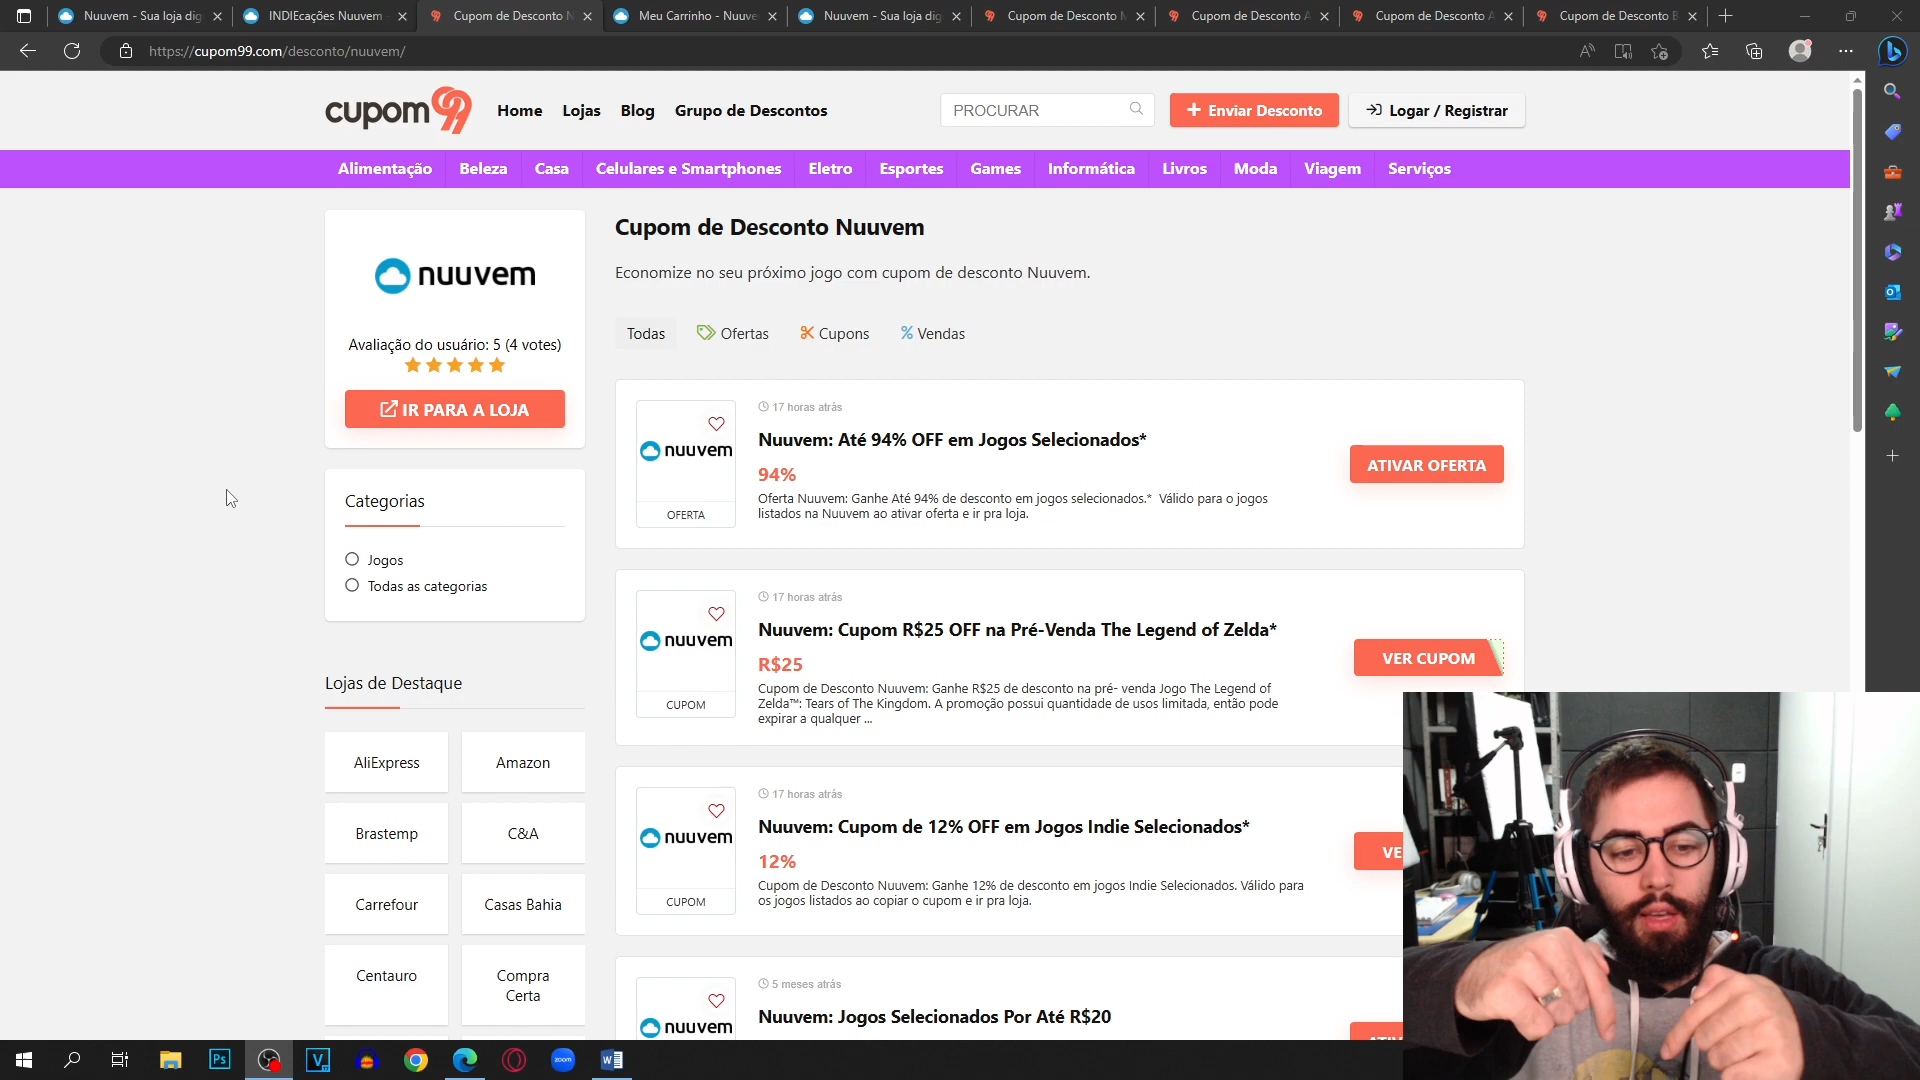 Nuuvem - Sua loja dig
INDIEcações Nuuvem
Cupom de Desconto N
Meu Carrinho - Nuuve
Nuuvem - Sua loja dig
Cupom de Desconto
Cupom de Desconto A
Cupom de Desconto A
Cupom de Desconto
https://cupom99.com/desconto/nuuvem/
cupom99
Home
Lojas
Blog
Grupo de Descontos
PROCURAR
+ Enviar Desconto
Logar / Registrar
Alimentação
Beleza
Casa
Celulares e Smartphones
Eletro
Esportes
Games
Informática
Livros
Moda
Viagem
Serviços
nuuvem
Avaliação do usuário: 5 (4 votes)
IR PARA A LOJA
Categorias
Jogos
Todas as categorias
Lojas de Destaque
AliExpress
Amazon
Brastemp
C&A
Carrefour
Casas Bahia
Centauro
Compra
Certa
Cupom de Desconto Nuuvem
Economize no seu próximo jogo com cupom de desconto Nuuvem.
Todas
Ofertas
Cupons
% Vendas
nuuvem
OFERTA
17 horas atrás
Nuuvem: Até 94% OFF em Jogos Selecionados*
94%
Oferta Nuuvem: Ganhe Até 94% de desconto em jogos selecionados.* Válido para o jogos
listados na Nuuvem ao ativar oferta e ir pra loja.
ATIVAR OFERTA
nuuvem
CUPOM
17 horas atrás
Nuuvem: Cupom R$25 OFF na Pré-Venda The Legend of Zelda*
R$25
Cupom de Desconto Nuuvem: Ganhe R$25 de desconto na pré- venda Jogo The Legend of
Zelda™: Tears of The Kingdom. A promoção possui quantidade de usos limitada, então pode
expirar a qualquer ...
VER CUPOM
nuuvem
CUPOM
17 horas atrás
Nuuvem: Cupom de 12% OFF em Jogos Indie Selecionados*
12%
Cupom de Desconto Nuuvem: Ganhe 12% de desconto em jogos Indie Selecionados. Válido para
os jogos listados ao copiar o cupom e ir pra loja.
VE
nuuvem
5 meses atrás
Nuuvem: Jogos Selecionados Por Até R$20
Ps
V
zoom
W